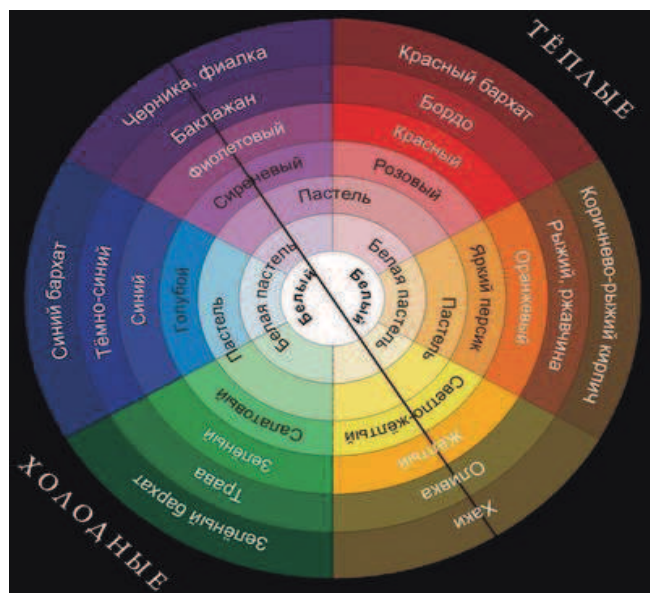 ТЁПЛЫЕ
Красный бархат
Бордо
Красный
Розовый
Пастель
Белая пастель
Белый
Коричнево-рыжий кирпич
Рыжий, ржавчина
Оранжевый
Яркий персик
Пастель
Хаки
Оливка
Жёлтый
Светло-жёлтый
ХОЛОДНЫЕ
Зелёный бархат
Трава
Зелёный
Салатовый
Синий бархат
Тёмно-синий
Синий
Голубой
Пастель
Белая пастель
Белый
Черника, фиалка
Баклажан
Фиолетовый
Сиреневый